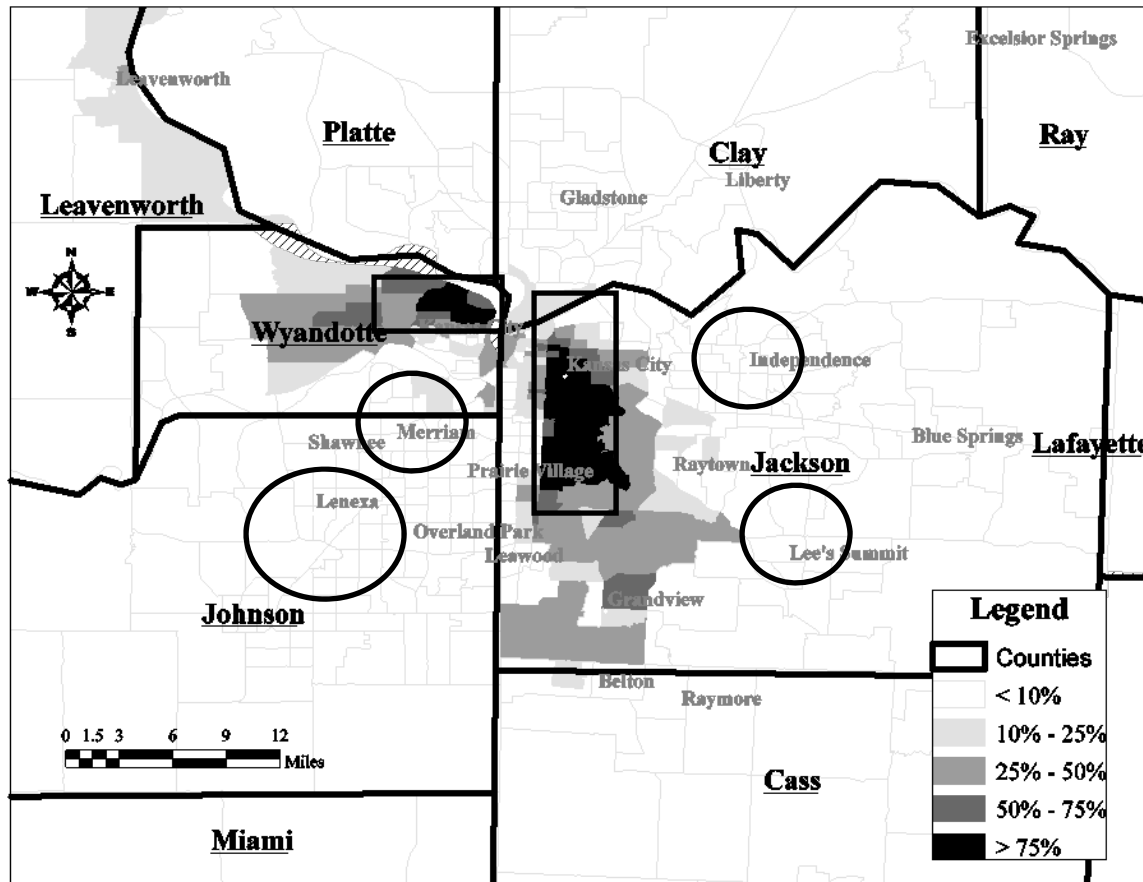 Excelsior Springs
Leavenworth
Platte
Ray
Clay
Liberty
Gladstone
Leavenworth
N
W E
S
Wyandotte
Kansas City
Kansas City
Independence
Merriam
Shawnee
Blue Springs
Lafayette
Prairie Village
Raytown
Jackson
Lenexa
Overland Park
Leawood
Lee's Summit
Grandview
Johnson
Belton
Raymore
0 1.5 3 6 9 12
Miles
Cass
Miami
Legend
Counties
< 10%
10% - 25%
25% - 50%
50% - 75%
> 75%